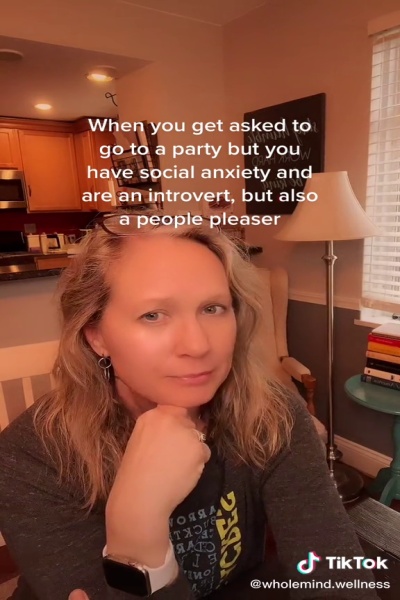 When you get asked to
go to a party but you
have social anxiety and
are an introvert, but also
a people pleaser
TikTok
@wholemind.wellness